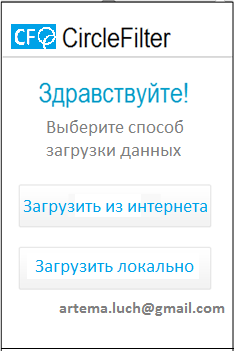 CF CircleFilter
Здравствуйте!
Выберите способ
загрузки данных
Загрузить из интернета
Загрузить локально
artema.luch@gmail.com